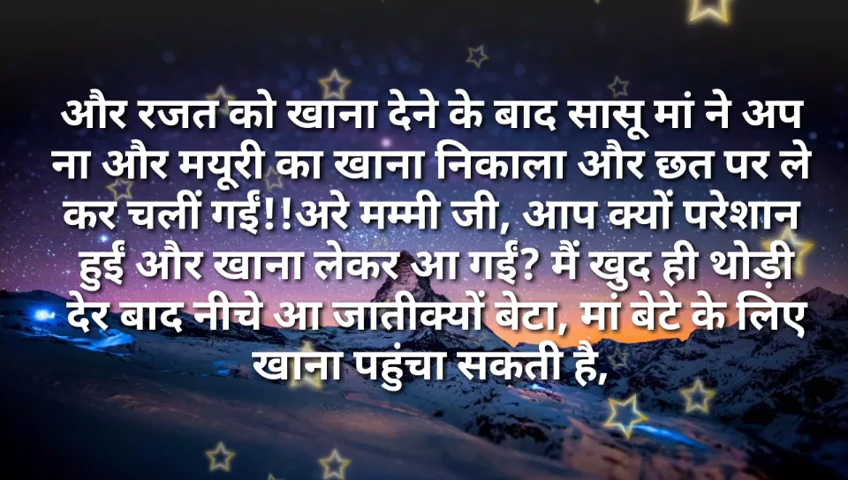 और रजत को खाना देने के बाद सासू मां ने अप
ना और मयूरी का खाना निकाला और छत पर ले
कर चलीं गईं!!अरे मम्मी जी, आप क्यों परेशान
हुईं और खाना लेकर आ गईं? मैं खुद ही थोड़ी
देर बाद नीचे आ जातीक्यों बेटा, मां बेटे के लिए
खाना पहुंचा सकती है,